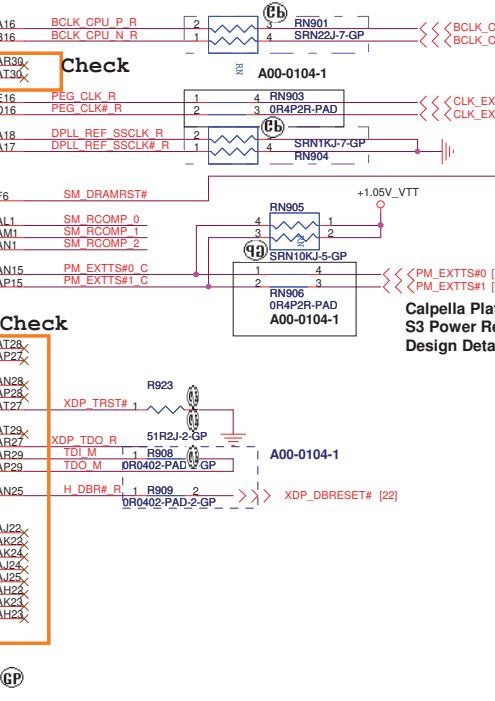 A16 BCLK_CPU_P_R 2 3 RN901 BCLK_C
B16 BCLK_CPU_N_R 1 4 SRN22J-7-GP BCLK_C
AR30
AT30
Check
RN
A00-0104-1
E16 PEG_CLK_R 1 4 RN903 CLK_EX
D16 PEG_CLK#_R 2 3 0R4P2R-PAD CLK_EX
A18 DPLL_REF_SSCLK_R 2
A17 DPLL_REF_SSCLK#_R 1 4 SRN1KJ-7-GP
RN904
F6 SM_DRAMRST#
+1.05V_VTT
RN905
AL1 SM_RCOMP_0 4 1
AM1 SM_RCOMP_1 3 2
AN1 SM_RCOMP_2
RN
SRN10KJ-5-GP
AN15 PM_EXTTS#0_C 1 4 PM_EXTTS#0 [
AP15 PM_EXTTS#1_C 2 3 PM_EXTTS#1 [
RN906
0R4P2R-PAD
A00-0104-1
Calpella Pla
S3 Power Re
Design Deta
Check
AT28
AP27
AN28
AP28
AT27 XDP_TRST# 1 R923
51R2J-2-GP
AT29
AR27 XDP_TDO_R
AR29 TDI_M 1 R908
AP29 TDO_M 0R0402-PAD-2-GP
A00-0104-1
AN25 H_DBR#_R 1 R909 2 XDP_DBRESET# [22]
0R0402-PAD-2-GP
AJ22
AK22
AK24
AJ24
AJ25
AH22
AK23
AH23
GP